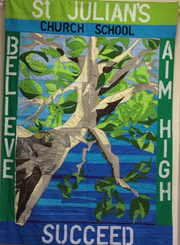 St JULIAN'S
CHURCH SCHOOL
BELIEVE
AIM HIGH
SUCCEED